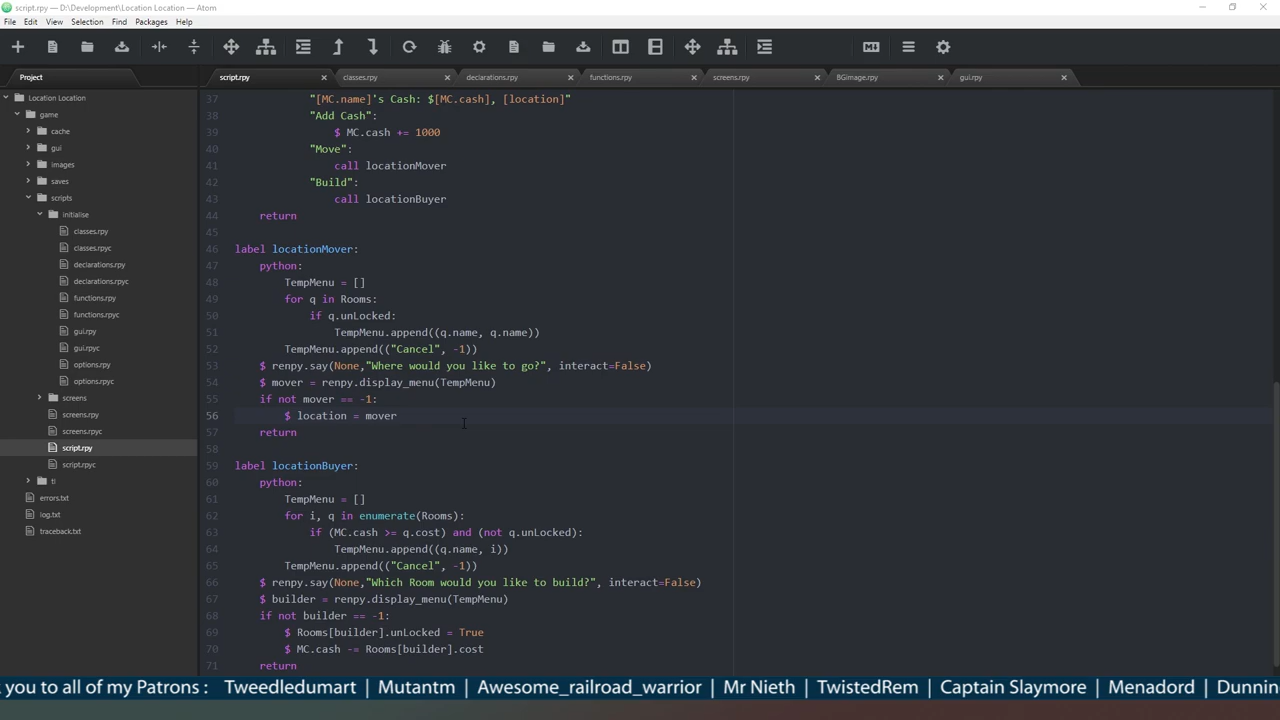 script.rpy — D:\Development\Location Location — Atom
File Edit View Selection Find Packages Help
Project
script.rpy classes.rpy declarations.rpy functions.rpy screens.rpy BGimage.rpy gui.rpy
Location Location
game
cache
gui
images
saves
scripts
initialise
classes.rpy
classes.rpyc
declarations.rpy
declarations.rpyc
functions.rpy
functions.rpyc
gui.rpy
gui.rpyc
options.rpy
options.rpyc
screens
screens.rpy
screens.rpyc
script.rpy
script.rpyc
tl
errors.txt
log.txt
traceback.txt
37 "[MC.name]'s Cash: $[MC.cash], [location]"
38 "Add Cash":
39 $ MC.cash += 1000
40 "Move":
41 call locationMover
42 "Build":
43 call locationBuyer
44 return
45
46 label locationMover:
47 python:
48 TempMenu = []
49 for q in Rooms:
50 if q.unLocked:
51 TempMenu.append((q.name, q.name))
52 TempMenu.append(("Cancel", -1))
53 $ renpy.say(None,"Where would you like to go?", interact=False)
54 $ mover = renpy.display_menu(TempMenu)
55 if not mover == -1:
56 $ location = mover
57 return
58
59 label locationBuyer:
60 python:
61 TempMenu = []
62 for i, q in enumerate(Rooms):
63 if (MC.cash >= q.cost) and (not q.unLocked):
64 TempMenu.append((q.name, i))
65 TempMenu.append(("Cancel", -1))
66 $ renpy.say(None,"Which Room would you like to build?", interact=False)
67 $ builder = renpy.display_menu(TempMenu)
68 if not builder == -1:
69 $ Rooms[builder].unLocked = True
70 $ MC.cash -= Rooms[builder].cost
71 return
you to all of my Patrons : Tweedledumart | Mutantm | Awesome_railroad_warrior | Mr Nieth | TwistedRem | Captain Slaymore | Menadord | Dunnin